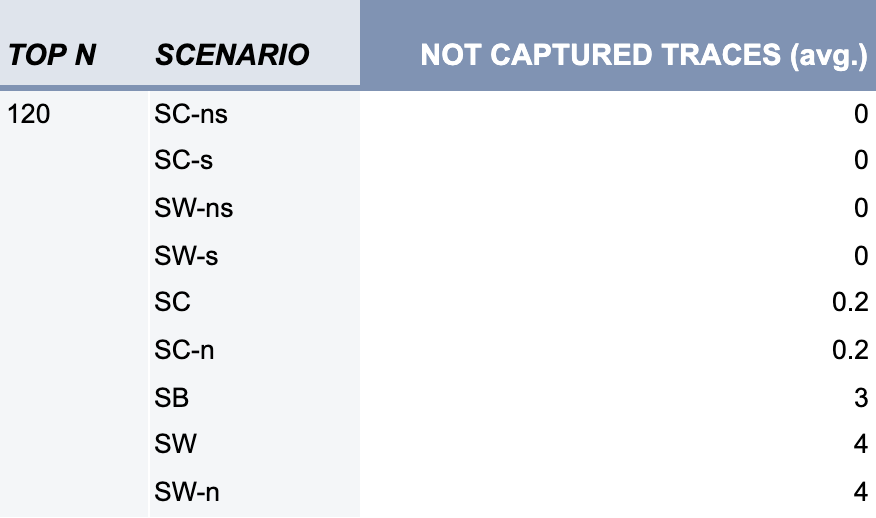 TOP N SCENARIO NOT CAPTURED TRACES (avg.)
120 SC-ns 0
SC-s 0
SW-ns 0
SW-s 0
SC 0.2
SC-n 0.2
SB 3
SW 4
SW-n 4